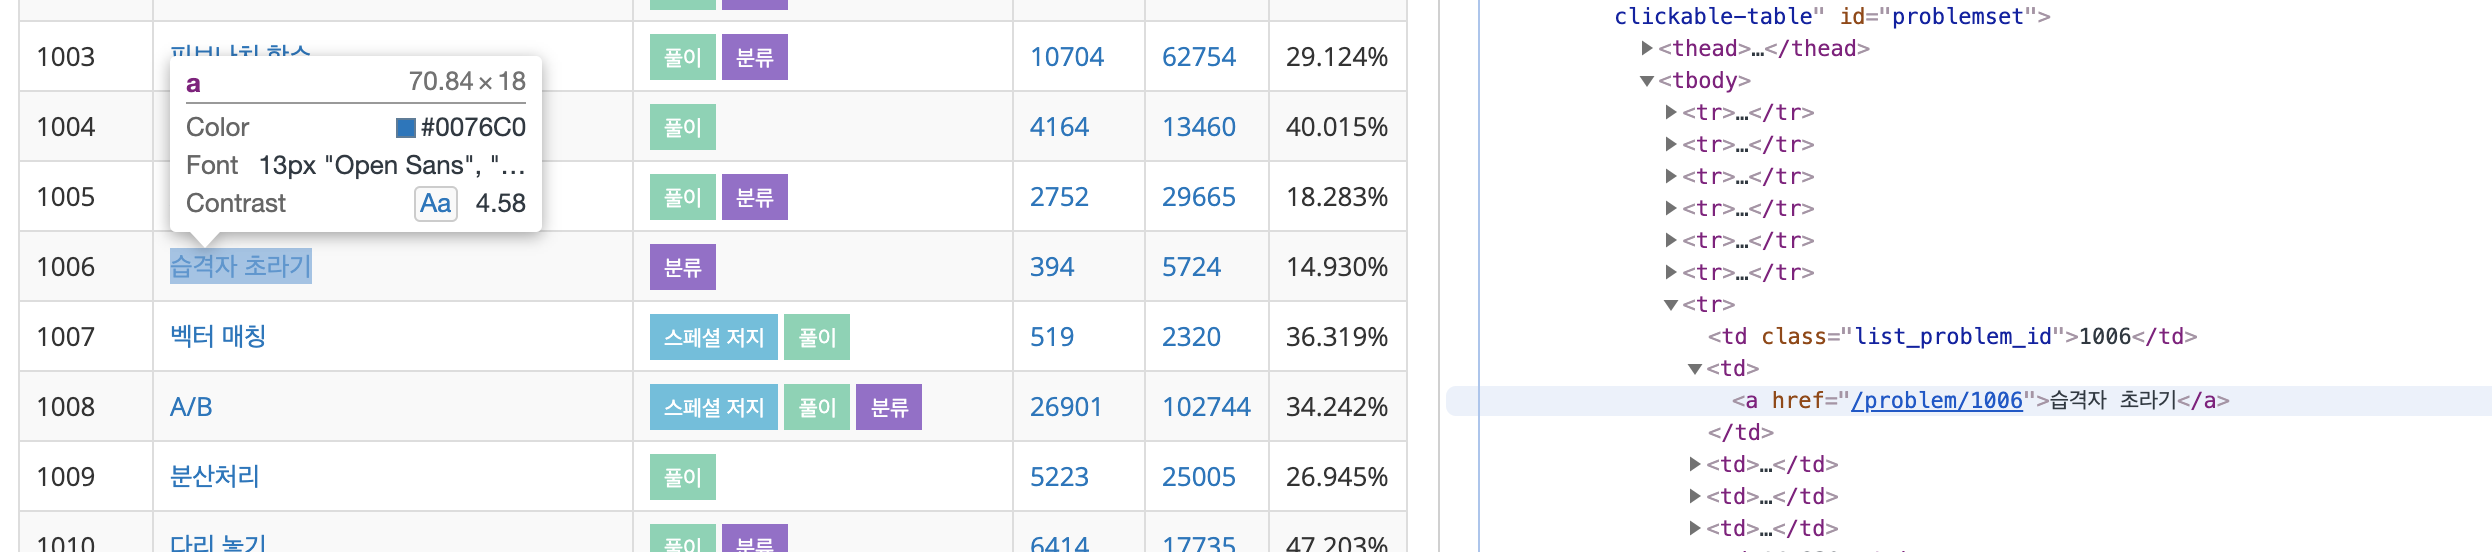 1003 피보나치 함수 풀이 분류 10704 62754 29.124%
a 70.84 × 18
1004 풀이 4164 13460 40.015%
Color #0076C0
Font 13px "Open Sans", "…
1005 풀이 분류 2752 29665 18.283%
Contrast Aa 4.58
1006 습격자 초라기 분류 394 5724 14.930%
1007 벡터 매칭 스페셜 저지 풀이 519 2320 36.319%
1008 A/B 스페셜 저지 풀이 분류 26901 102744 34.242%
1009 분산처리 풀이 5223 25005 26.945%
1010 다리 놓기 풀이 분류 6414 17735 47.203%
clickable-table" id="problemset">
▶<thead>…</thead>
▼<tbody>
▶<tr>…</tr>
▶<tr>…</tr>
▶<tr>…</tr>
▶<tr>…</tr>
▶<tr>…</tr>
▶<tr>…</tr>
▼<tr>
<td class="list_problem_id">1006</td>
▼<td>
<a href="/problem/1006">습격자 초라기</a>
</td>
▶<td>…</td>
▶<td>…</td>
▶<td>…</td>